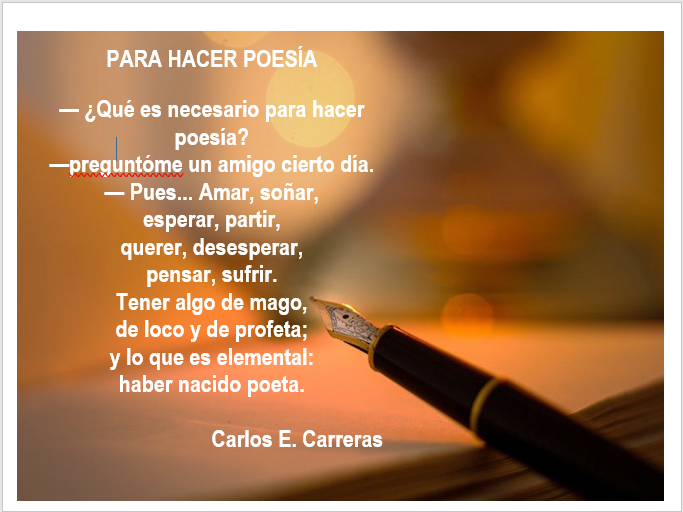 PARA HACER POESÍA
— ¿Qué es necesario para hacer
poesía?
—preguntóme un amigo cierto día.
— Pues... Amar, soñar,
esperar, partir,
querer, desesperar,
pensar, sufrir.
Tener algo de mago,
de loco y de profeta;
y lo que es elemental:
haber nacido poeta.
Carlos E. Carreras